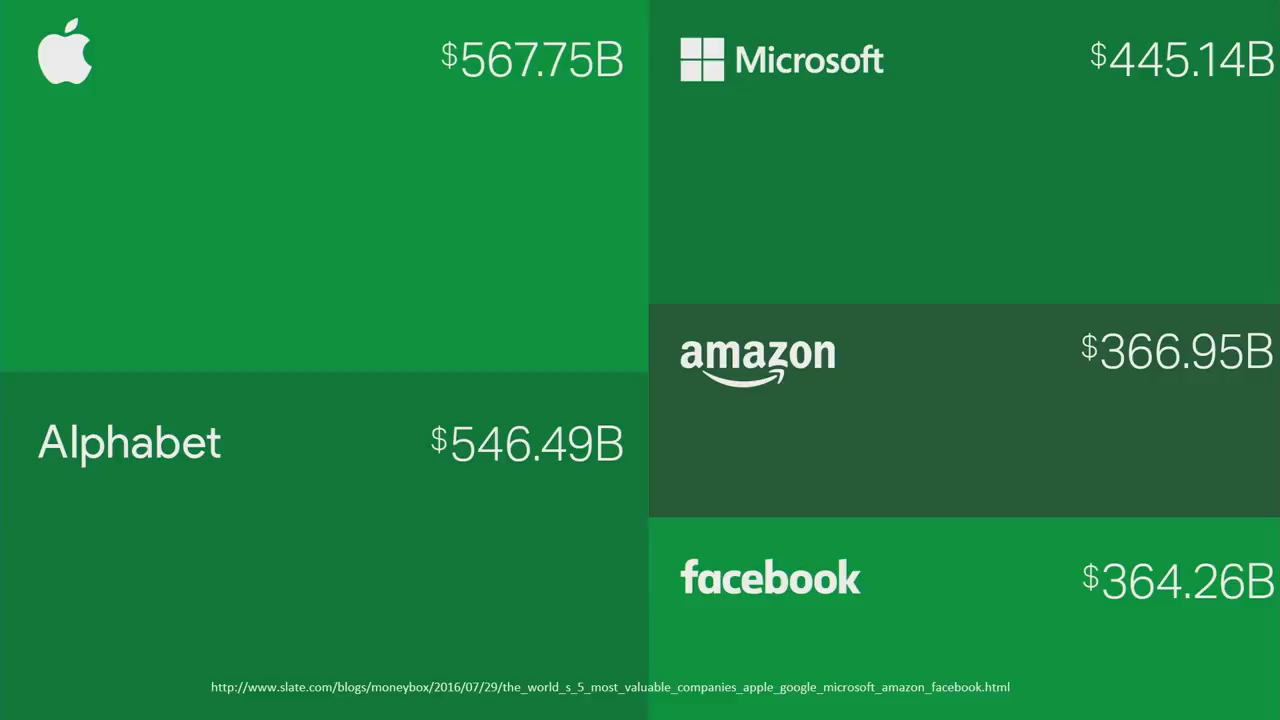 $567.75B
Microsoft $445.14B
amazon $366.95B
Alphabet $546.49B
facebook $364.26B
http://www.slate.com/blogs/moneybox/2016/07/29/the_world_s_5_most_valuable_companies_apple_google_microsoft_amazon_facebook.html